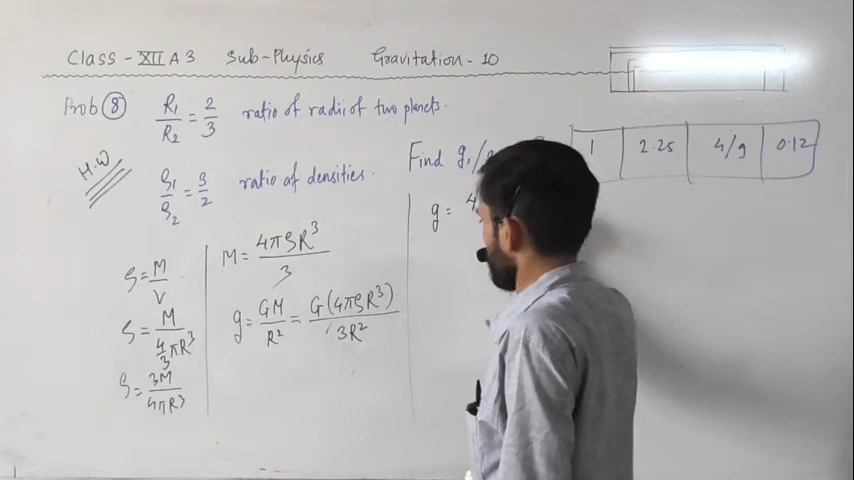 Class - XII A 3 Sub-Physics Gravitation - 10
Prob 8 R₁/R₂ = 2/3 ratio of radii of two planets.
H.W
ρ₁/ρ₂ = 3/2 ratio of densities. Find g₁/
1 | 2.25 | 4/9 | 0.12
ρ = M/V
ρ = M/(4/3 πR³)
ρ = 3M/4πR³
M = 4πρR³/3
g = GM/R² = G(4πρR³)/3R²
g = 4